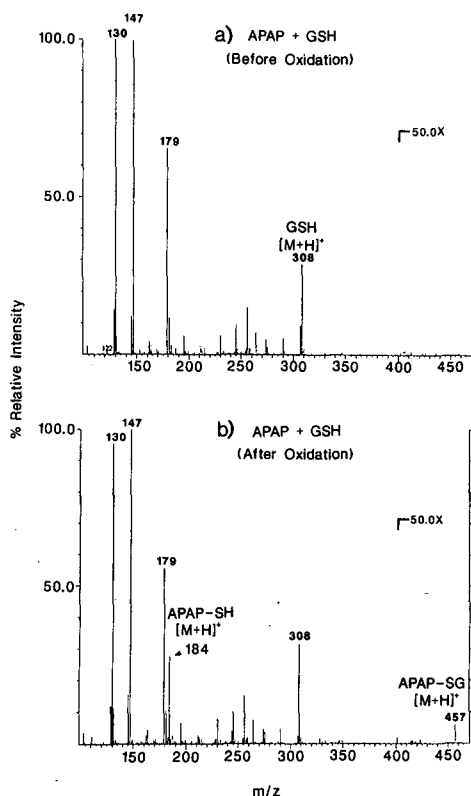 a) APAP + GSH
(Before Oxidation)
100.0
130
147
50.0X
179
50.0
GSH
[M+H]+
308
100 150 200 250 300 350 400 450
% Relative Intensity
b) APAP + GSH
(After Oxidation)
100.0
147
130
50.0X
179
50.0
APAP-SH
[M+H]+
184
308
APAP-SG
[M+H]+
457
100 150 200 250 300 350 400 450
m/z